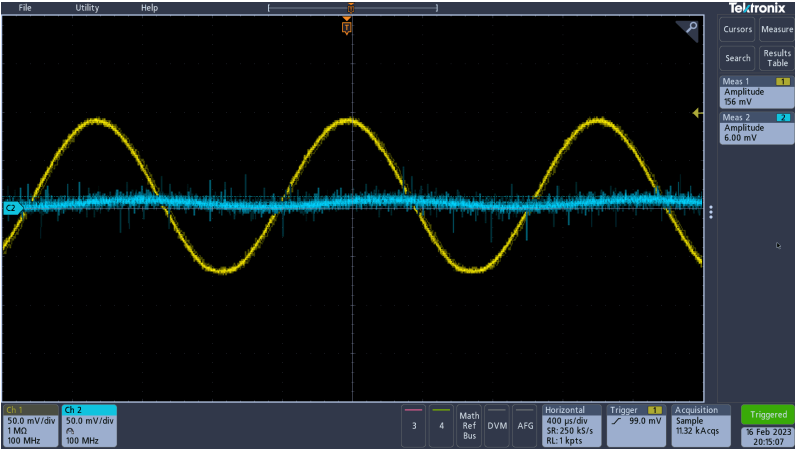 File Utility Help
Tektronix
T
T
Cursors Measure
Search Results Table
Meas 1 1
Amplitude
156 mV
Meas 2 2
Amplitude
6.00 mV
C2
Ch 1
50.0 mV/div
1 MΩ
100 MHz
Ch 2
50.0 mV/div
100 MHz
3
4
Math
Ref
Bus
DVM
AFG
Horizontal
400 µs/div
SR: 250 kS/s
RL: 1 kpts
Trigger 1
99.0 mV
Acquisition
Sample
11.32 kAcqs
Triggered
16 Feb 2023
20:15:07